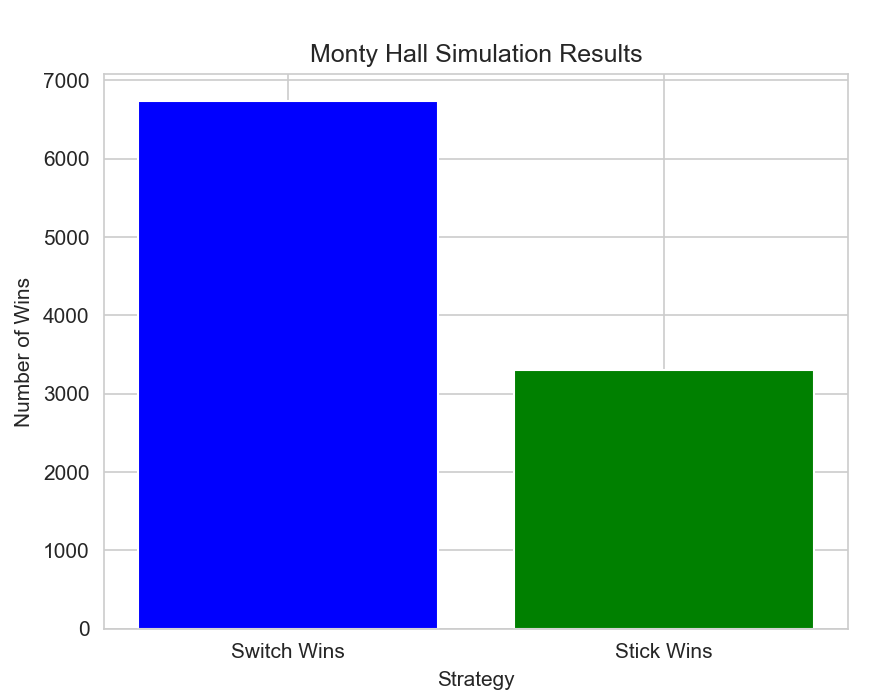 Monty Hall Simulation Results
7000
6000
5000
4000
3000
2000
1000
0
Number of Wins
Switch Wins
Stick Wins
Strategy